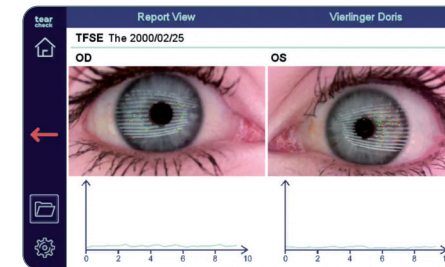 tear
check
Report View Vierlinger Doris
TFSE The 2000/02/25
OD OS
0 2 4 6 8 10 0 2 4 6 8 9